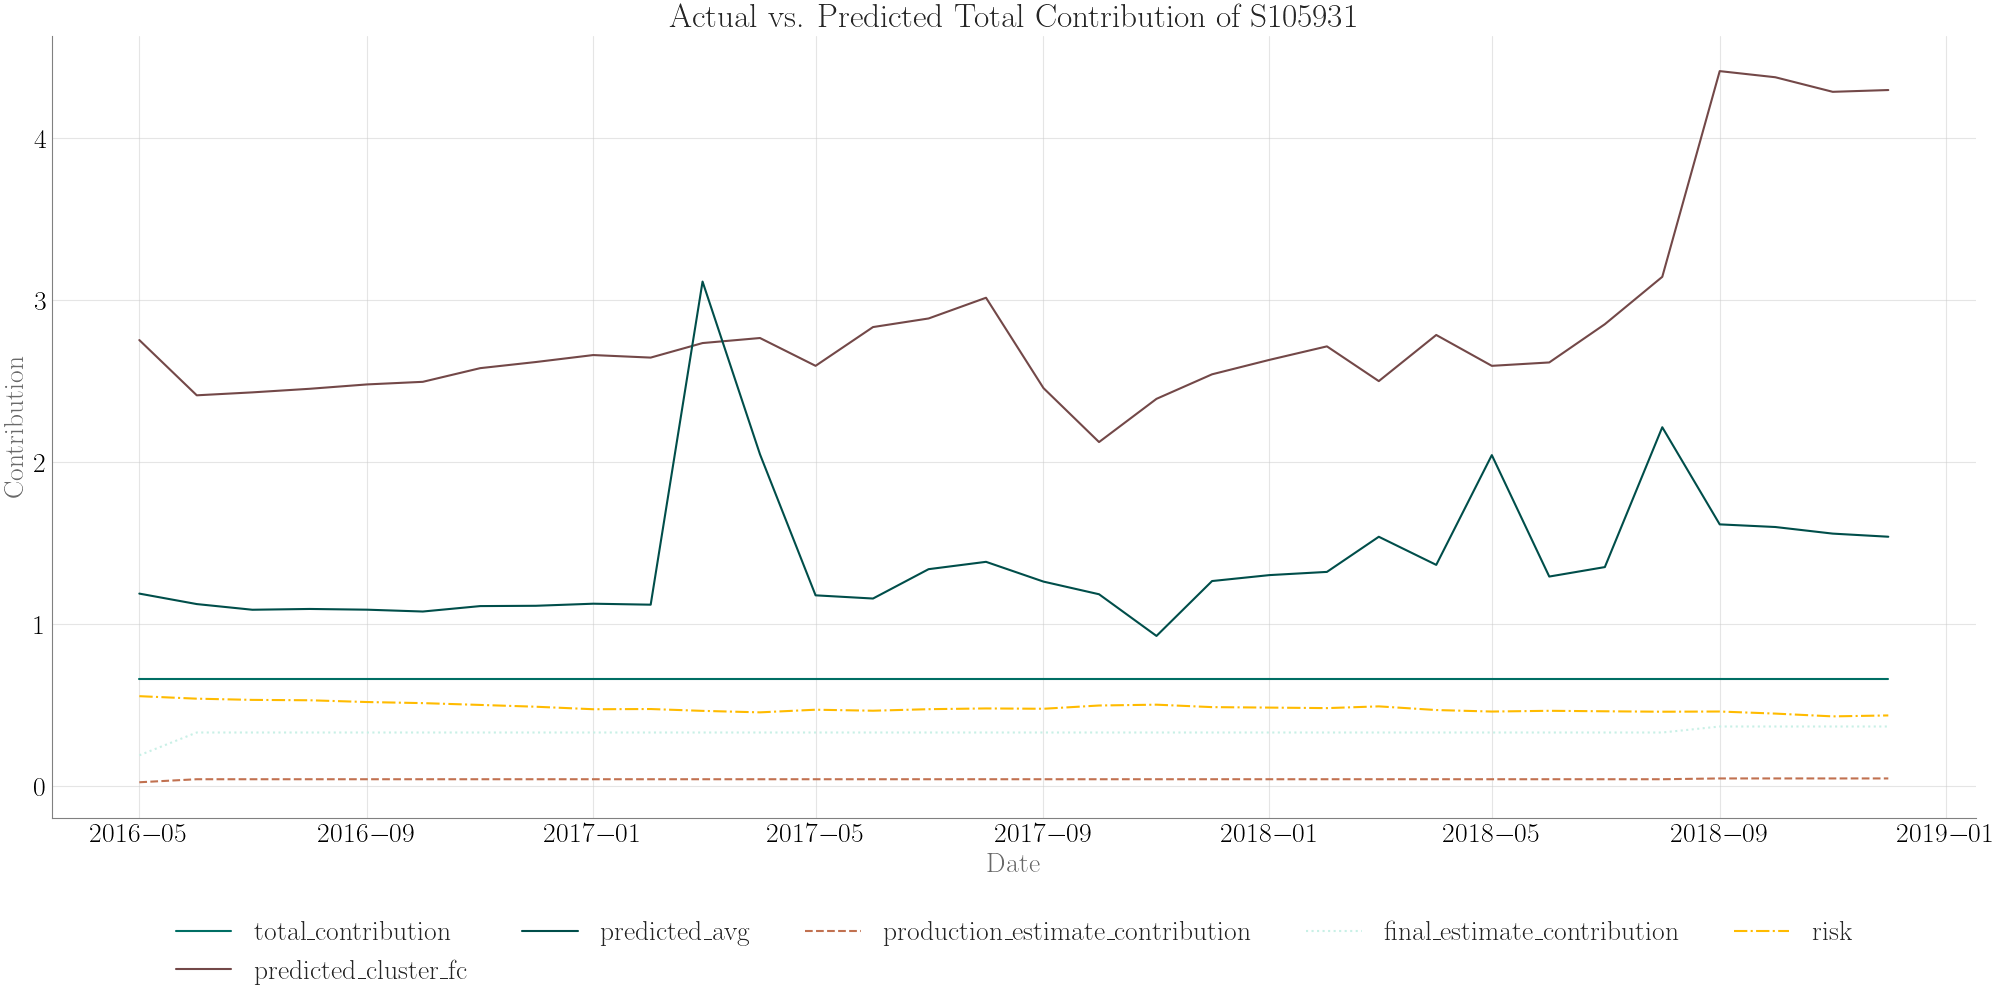 Actual vs. Predicted Total Contribution of S105931
Contribution
4
3
2
1
0
2016–05 2016–09 2017–01 2017–05 2017–09 2018–01 2018–05 2018–09 2019–01
Date
total_contribution predicted_avg production_estimate_contribution final_estimate_contribution risk
predicted_cluster_fc